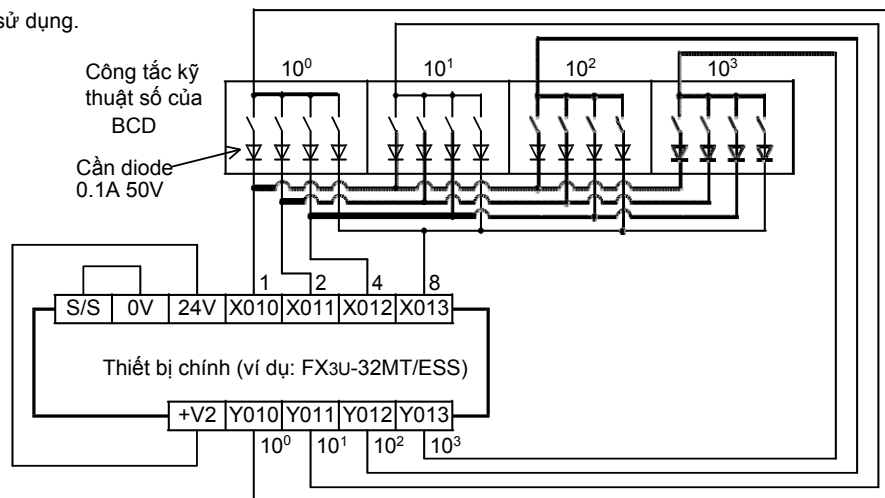 sử dụng.
Công tắc kỹ
thuật số của
BCD
10⁰ 10¹ 10² 10³
Cần diode
0.1A 50V
1 2 4 8
S/S 0V 24V X010 X011 X012 X013
Thiết bị chính (ví dụ: FX3U-32MT/ESS)
+V2 Y010 Y011 Y012 Y013
10⁰ 10¹ 10² 10³